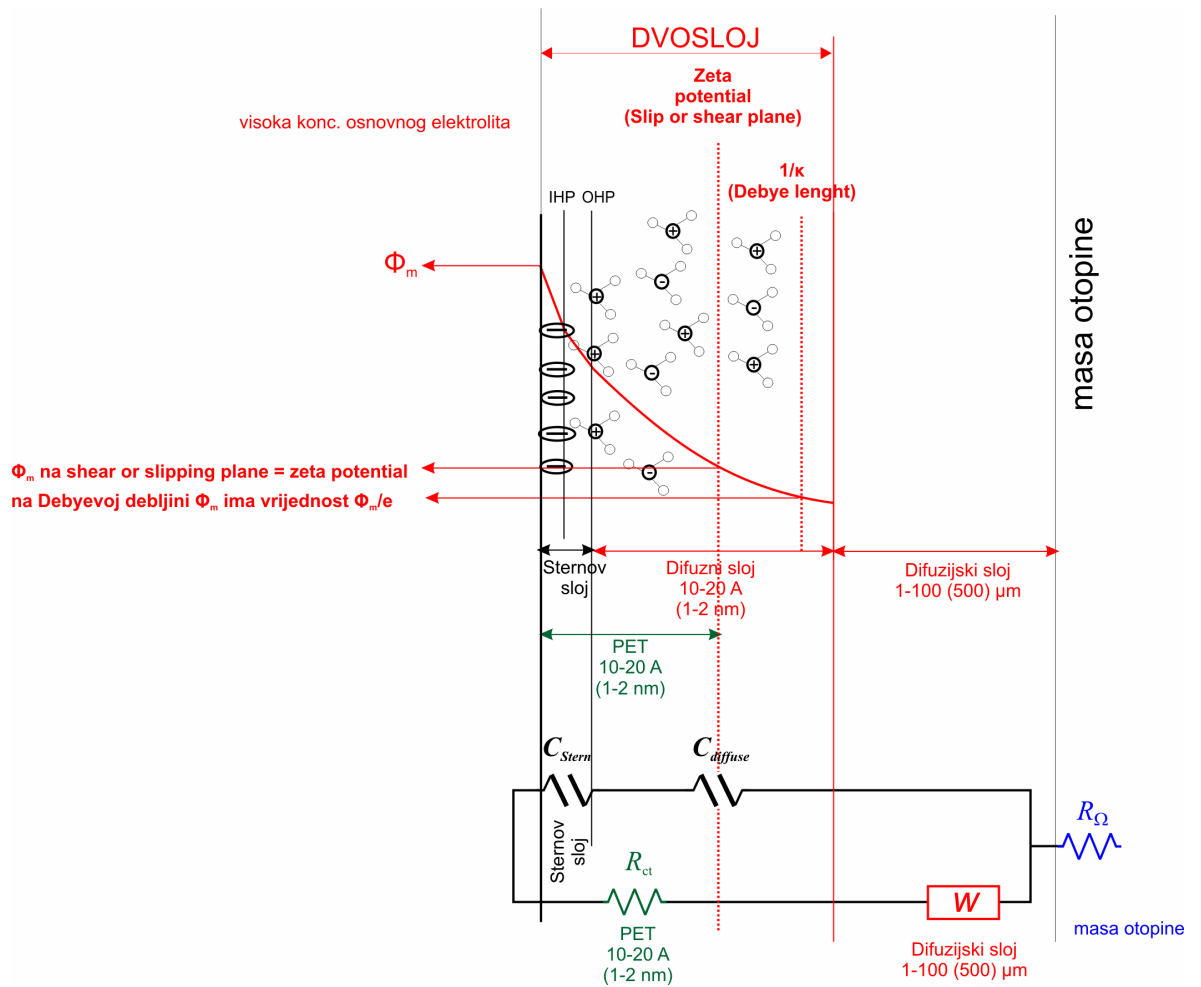 DVOSLOJ
Zeta
potential
(Slip or shear plane)
visoka konc. osnovnog elektrolita
1/κ
(Debye lenght)
IHP OHP
Φm
masa otopine
Φm na shear or slipping plane = zeta potential
na Debyevoj debljini Φm ima vrijednost Φm/e
Sternov
sloj
Difuzni sloj
10-20 A
(1-2 nm)
Difuzijski sloj
1-100 (500) µm
PET
10-20 A
(1-2 nm)
CStern
Cdiffuse
RΩ
Sternov
sloj
Rct
W
PET
10-20 A
(1-2 nm)
masa otopine
Difuzijski sloj
1-100 (500) µm